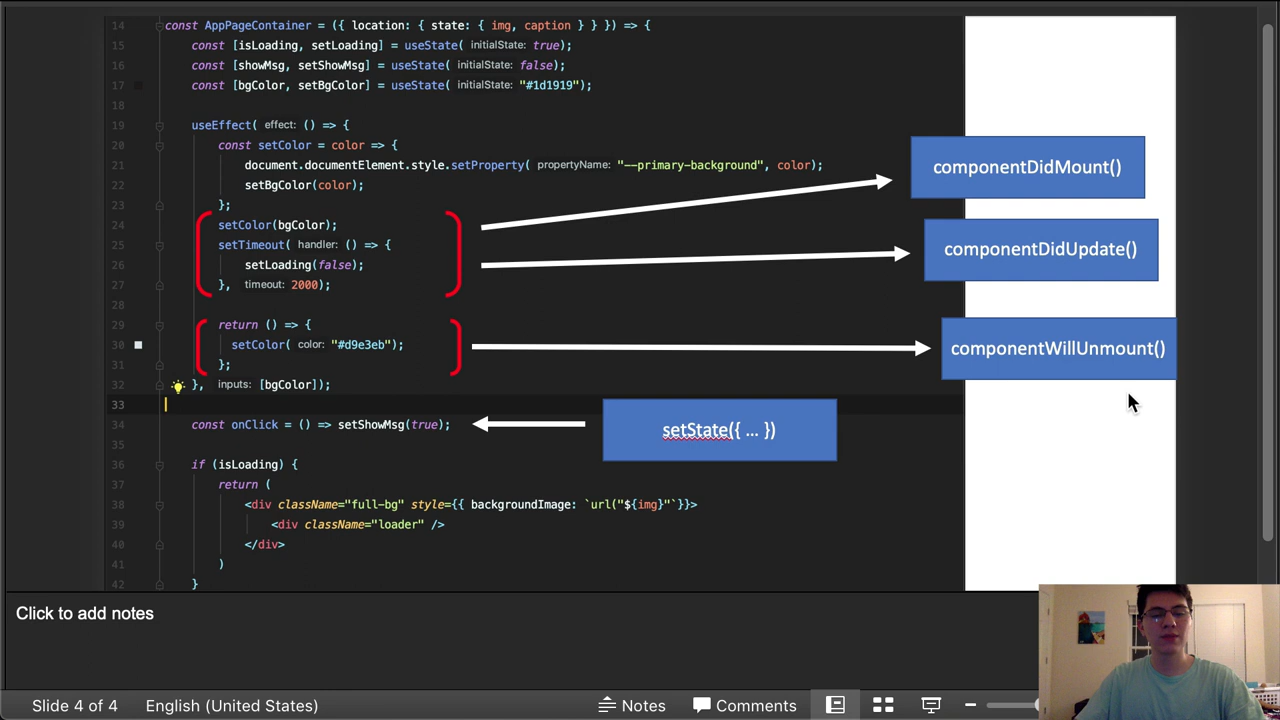 14 const AppPageContainer = ({ location: { state: { img, caption } } }) => {
15 const [isLoading, setLoading] = useState( initialState: true);
16 const [showMsg, setShowMsg] = useState( initialState: false);
17 const [bgColor, setBgColor] = useState( initialState: "#1d1919");
18
19 useEffect( effect: () => {
20 const setColor = color => {
21 document.documentElement.style.setProperty( propertyName: "--primary-background", color);
22 setBgColor(color);
23 };
24 setColor(bgColor);
25 setTimeout( handler: () => {
26 setLoading(false);
27 }, timeout: 2000);
28
29 return () => {
30 setColor( color: "#d9e3eb");
31 };
32 }, inputs: [bgColor]);
33
34 const onClick = () => setShowMsg(true);
35
36 if (isLoading) {
37 return (
38 <div className="full-bg" style={{ backgroundImage: `url("${img}"`}}>
39 <div className="loader" />
40 </div>
41 )
42 }
componentDidMount()
componentDidUpdate()
componentWillUnmount()
setState({ ... })
Click to add notes
Slide 4 of 4 English (United States) Notes Comments